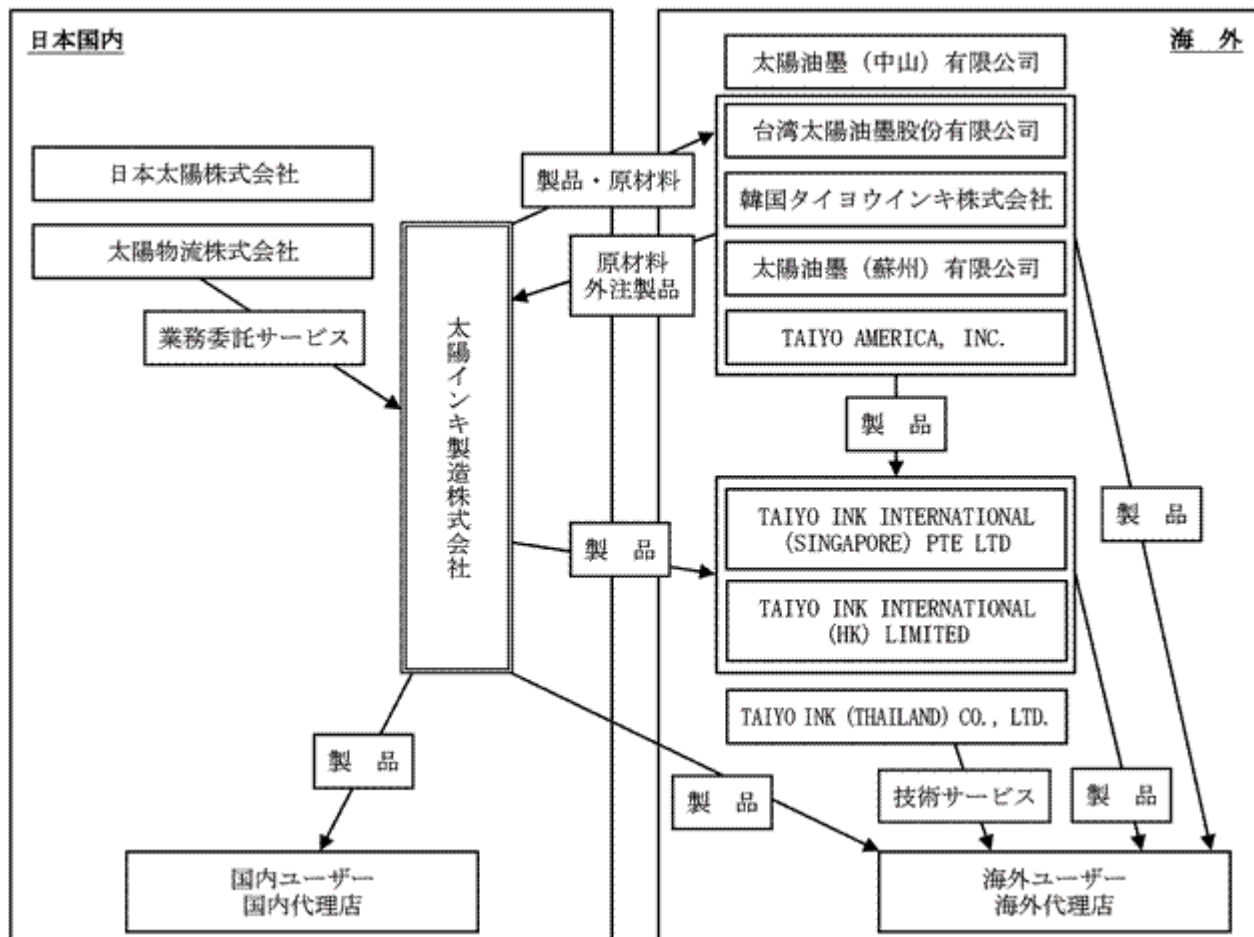 日本国内
海　外
太陽油墨（中山）有限公司
台湾太陽油墨股份有限公司
日本太陽株式会社
製品・原材料
韓国タイヨウインキ株式会社
太陽物流株式会社
原材料
外注製品
太陽油墨（蘇州）有限公司
業務委託サービス
太陽インキ製造株式会社
TAIYO AMERICA, INC.
製　品
TAIYO INK INTERNATIONAL
(SINGAPORE) PTE LTD
製　品
製　品
TAIYO INK INTERNATIONAL
(HK) LIMITED
TAIYO INK (THAILAND) CO., LTD.
製　品
製　品
技術サービス
製　品
国内ユーザー
国内代理店
海外ユーザー
海外代理店